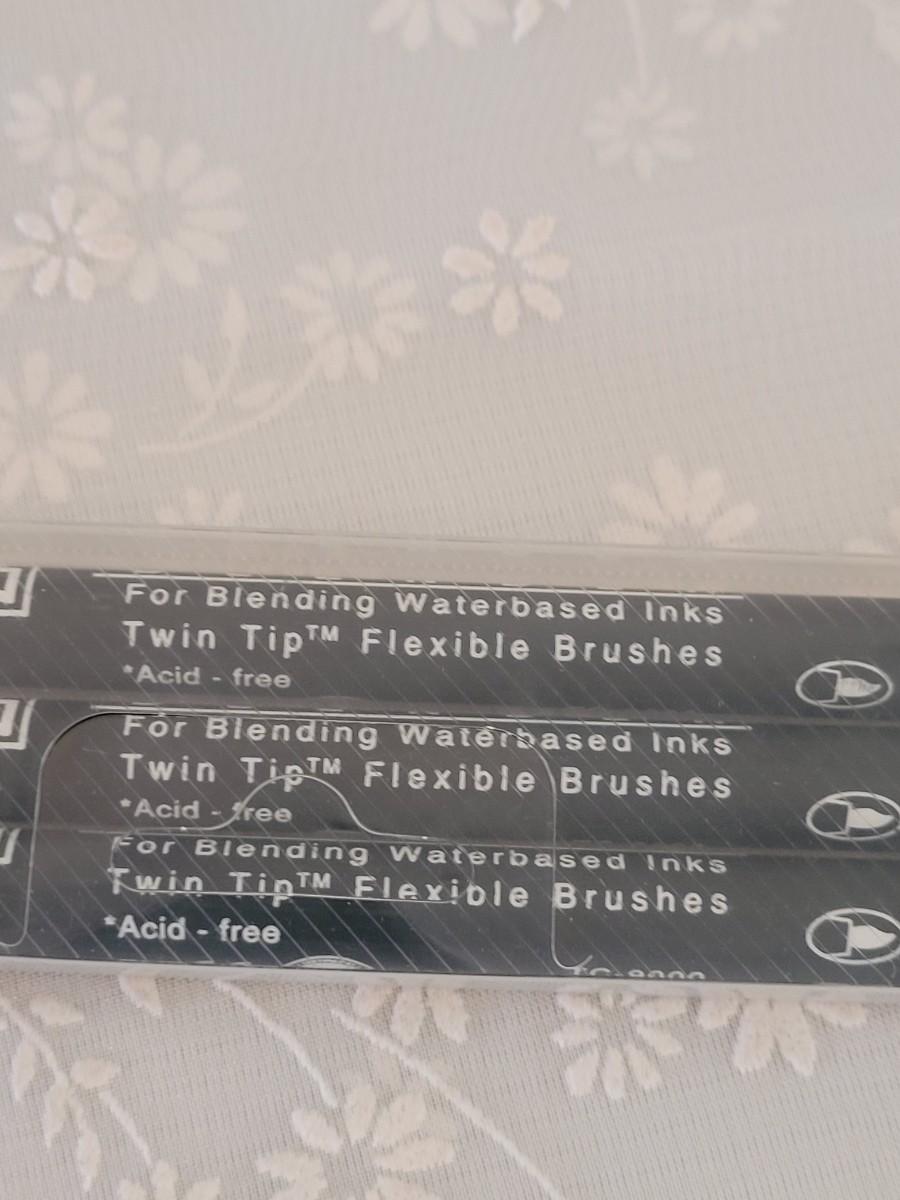 For Blending Waterbased Inks
Twin Tip™ Flexible Brushes
*Acid - free
For Blending Waterbased Inks
Twin Tip™ Flexible Brushes
*Acid - free
For Blending Waterbased Inks
Twin Tip™ Flexible Brushes
*Acid - free